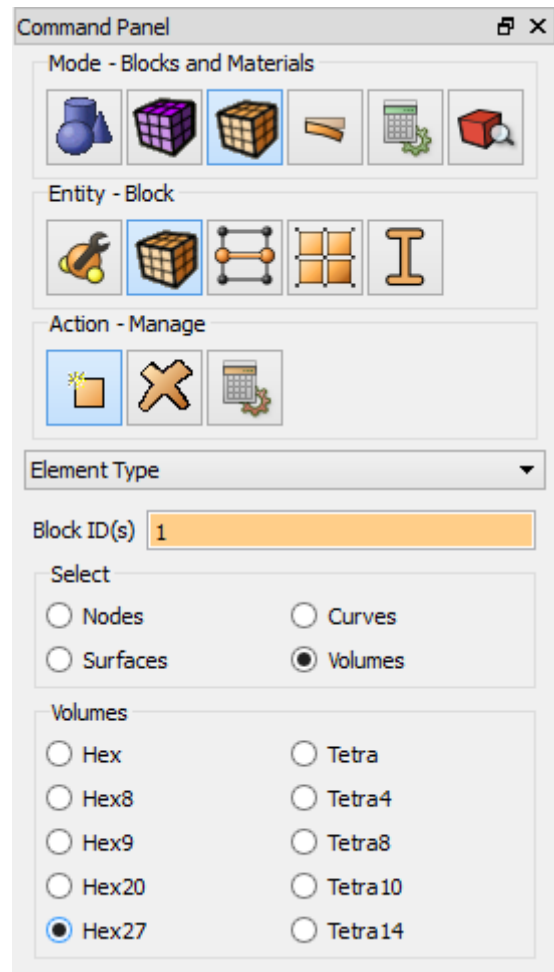 Command Panel
Mode - Blocks and Materials
Entity - Block
Action - Manage
Element Type
Block ID(s) 1
Select
Nodes Curves
Surfaces Volumes
Volumes
Hex Tetra
Hex8 Tetra4
Hex9 Tetra8
Hex20 Tetra10
Hex27 Tetra14